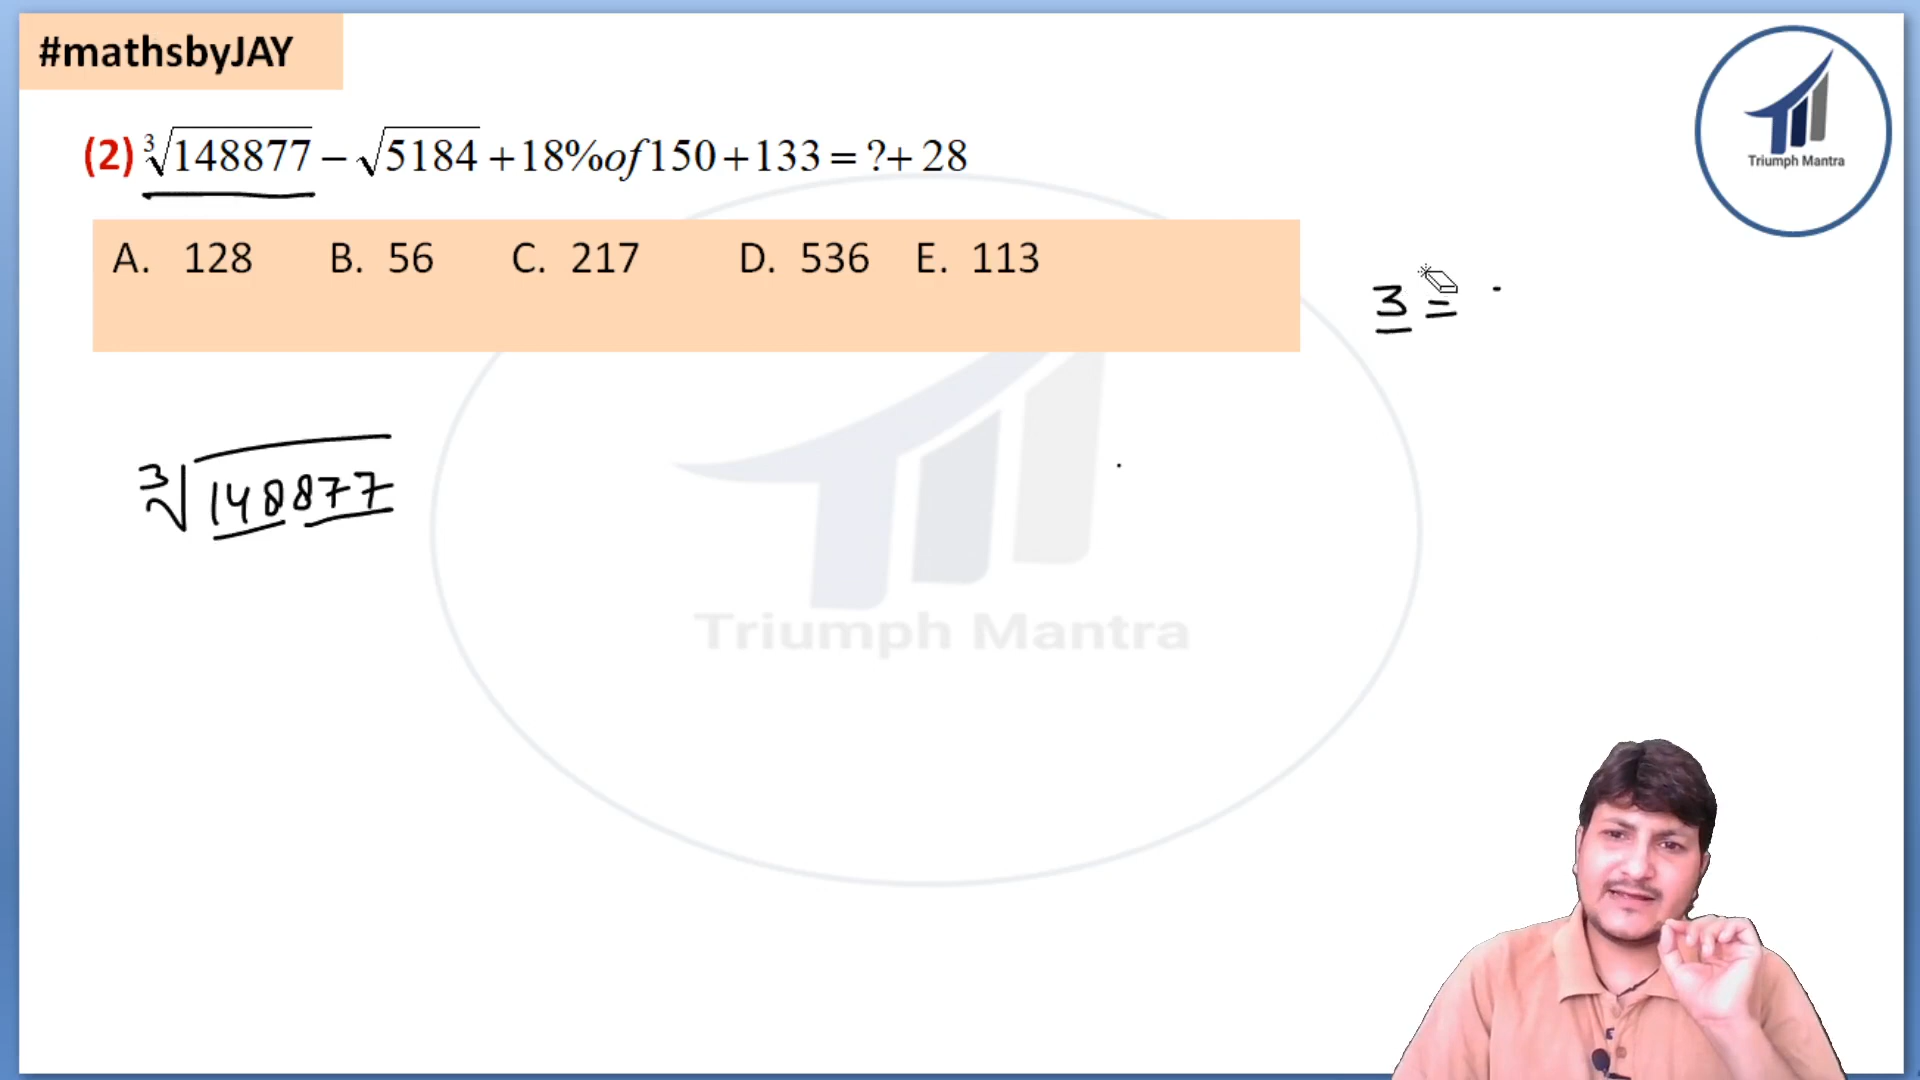 #mathsbyJAY
Triumph Mantra
(2) ∛148877 − √5184 + 18% of 150 + 133 = ? + 28
A. 128 B. 56 C. 217 D. 536 E. 113
3 =
∛148877
Triumph Mantra